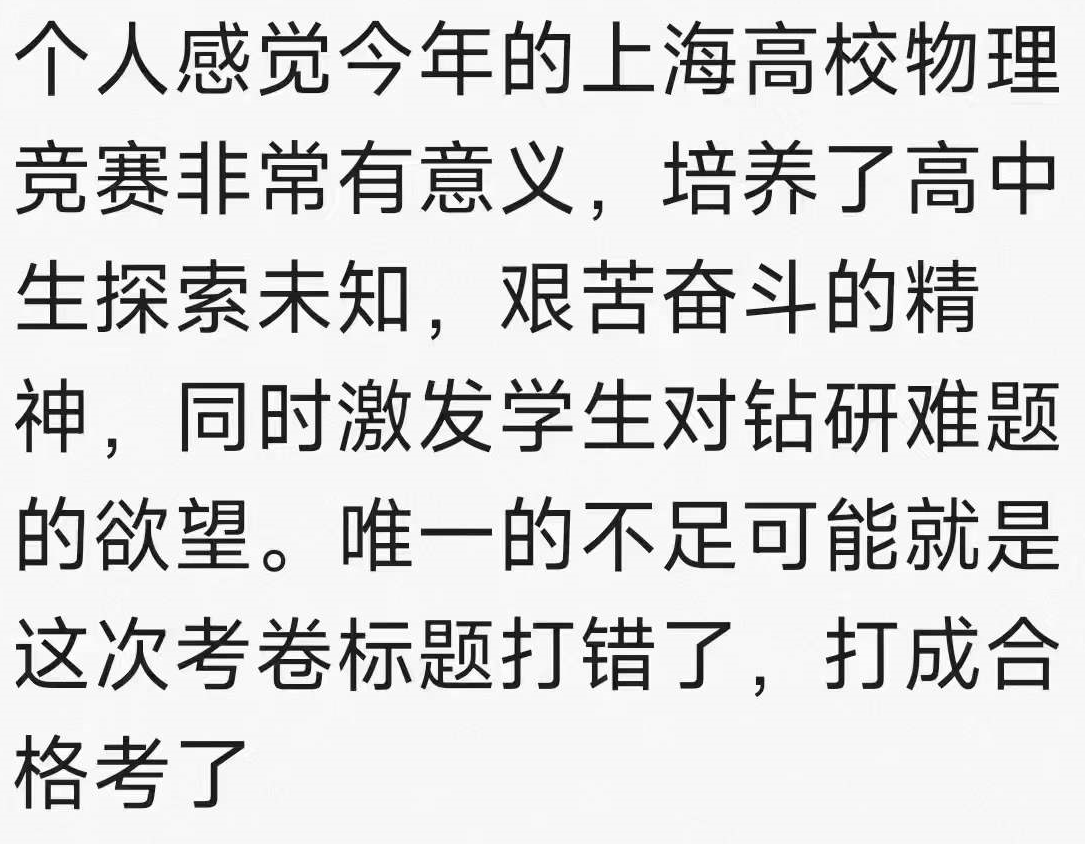 个人感觉今年的上海高校物理
竞赛非常有意义，培养了高中
生探索未知，艰苦奋斗的精
神，同时激发学生对钻研难题
的欲望。唯一的不足可能就是
这次考卷标题打错了，打成合
格考了